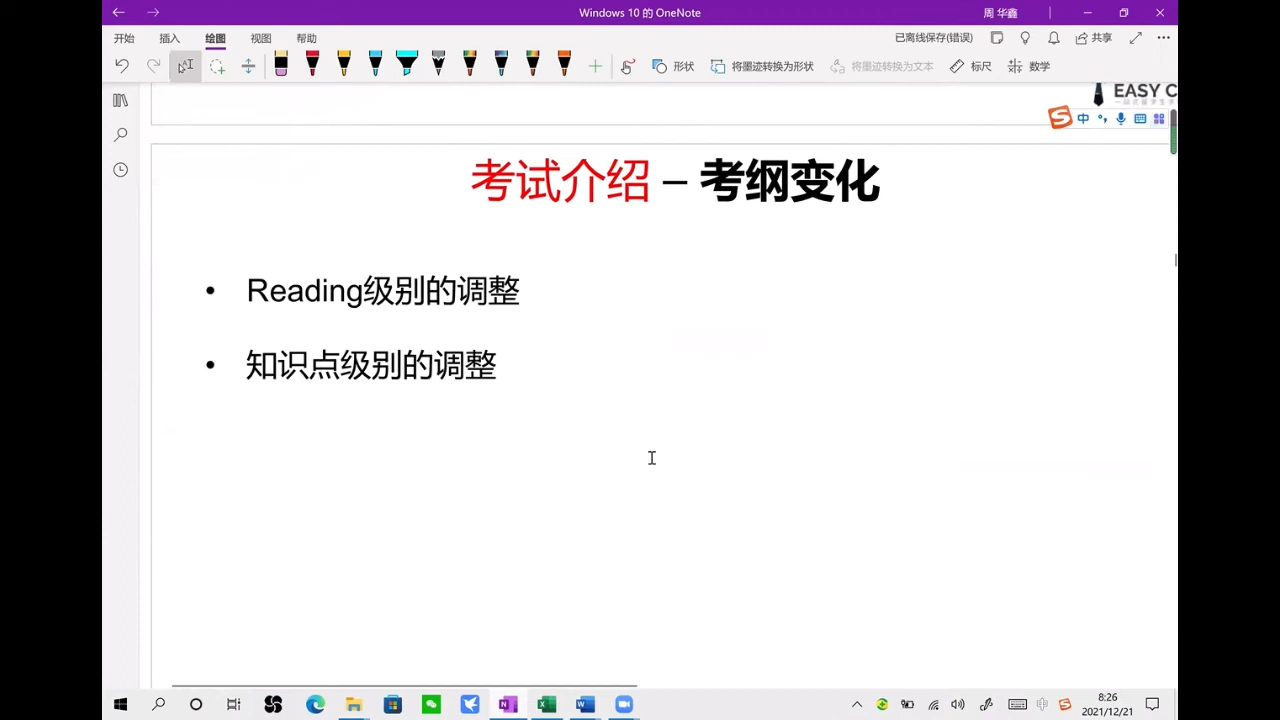 Windows 10 的 OneNote
周 华鑫
开始 插入 绘图 视图 帮助
已离线保存(错误) 共享
形状 将墨迹转换为形状 将墨迹转换为文本 标尺 数学
EASY C
中
考试介绍 – 考纲变化
• Reading级别的调整
• 知识点级别的调整
8:26
2021/12/21